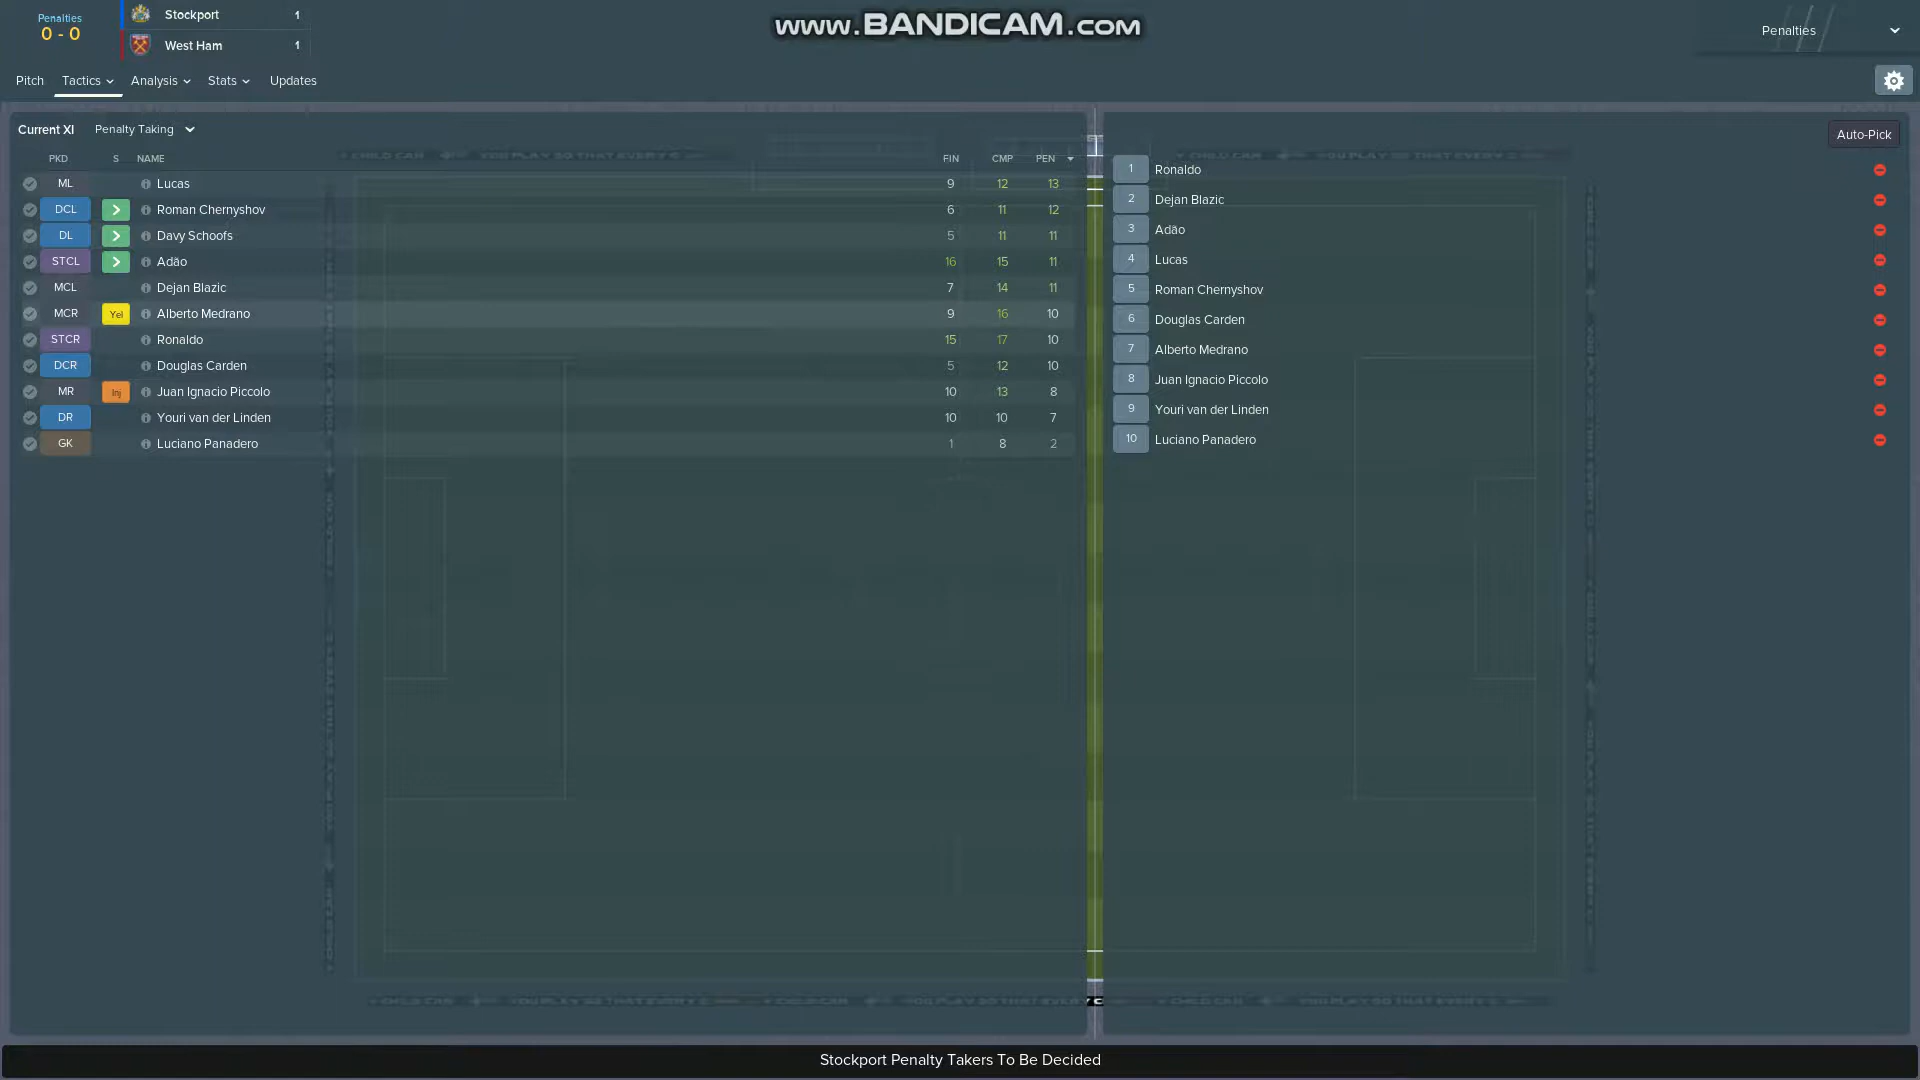 Penalties
0 - 0
Stockport 1
West Ham 1
www.BANDICAM.com
Penalties
Pitch Tactics Analysis Stats Updates
Current XI Penalty Taking
Auto-Pick
PKD S NAME FIN CMP PEN
ML Lucas 9 12 13
DCL Roman Chernyshov 6 11 12
DL Davy Schoofs 5 11 11
STCL Adão 16 15 11
MCL Dejan Blazic 7 14 11
MCR Yel Alberto Medrano 9 16 10
STCR Ronaldo 15 17 10
DCR Douglas Carden 5 12 10
MR Inj Juan Ignacio Piccolo 10 13 8
DR Youri van der Linden 10 10 7
GK Luciano Panadero 1 8 2
1 Ronaldo
2 Dejan Blazic
3 Adão
4 Lucas
5 Roman Chernyshov
6 Douglas Carden
7 Alberto Medrano
8 Juan Ignacio Piccolo
9 Youri van der Linden
10 Luciano Panadero
Stockport Penalty Takers To Be Decided